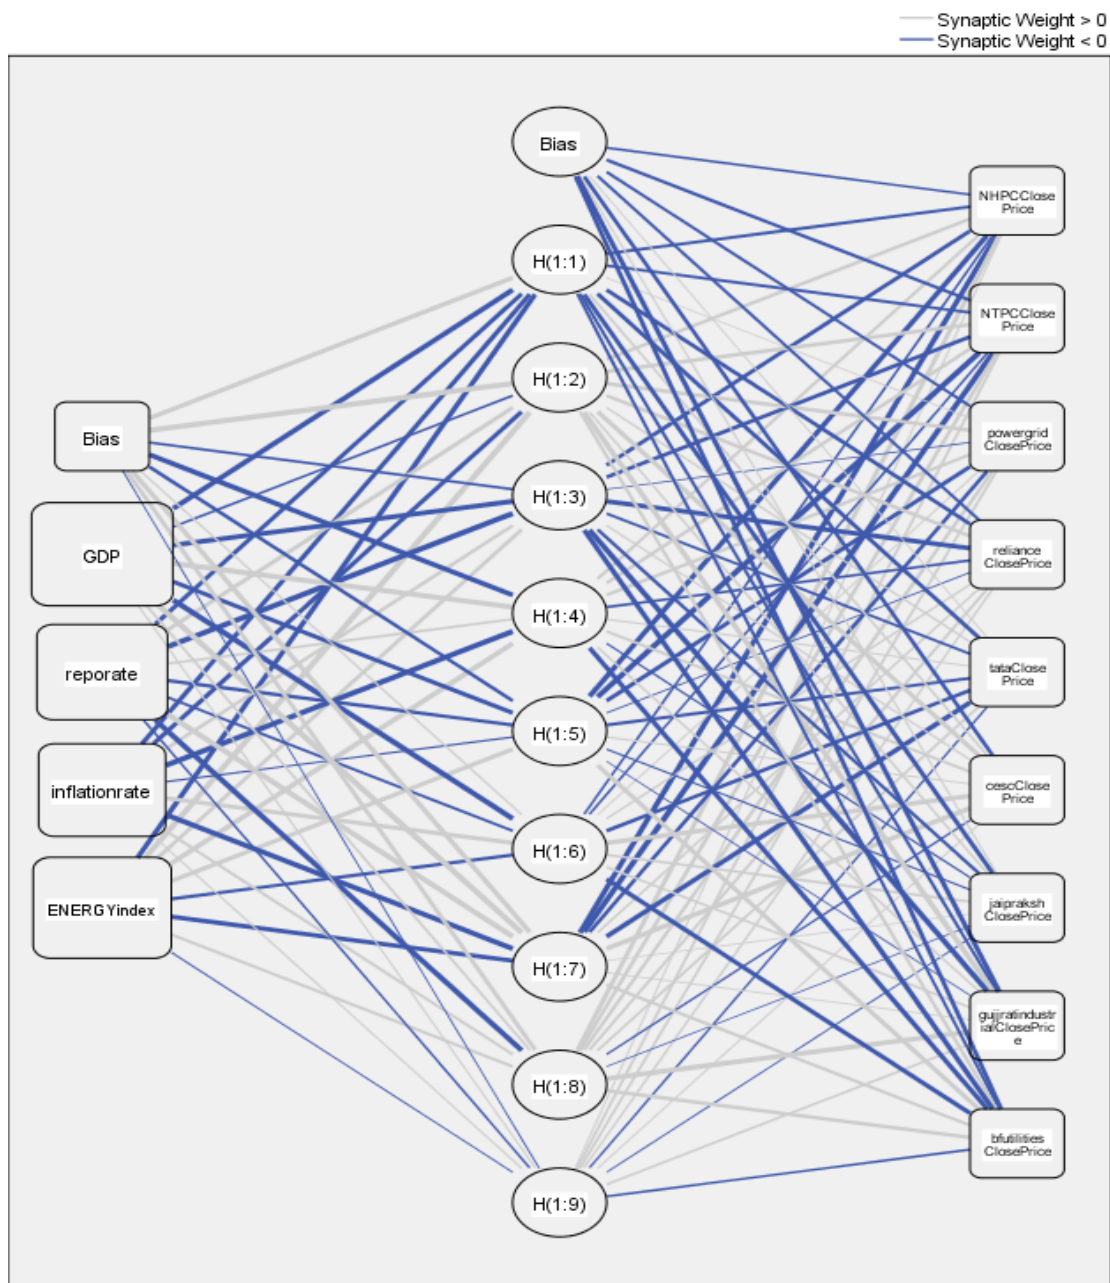 Synaptic Weight > 0
Synaptic Weight < 0
Bias
GDP
reporate
inflationrate
ENERGYindex
Bias
H(1:1)
H(1:2)
H(1:3)
H(1:4)
H(1:5)
H(1:6)
H(1:7)
H(1:8)
H(1:9)
NHPCClose
Price
NTPCClose
Price
powergrid
ClosePrice
reliance
ClosePrice
tataClose
Price
cescClose
Price
jaipraksh
ClosePrice
gujjratindustr
ialClosePric
e
bfutilities
ClosePrice